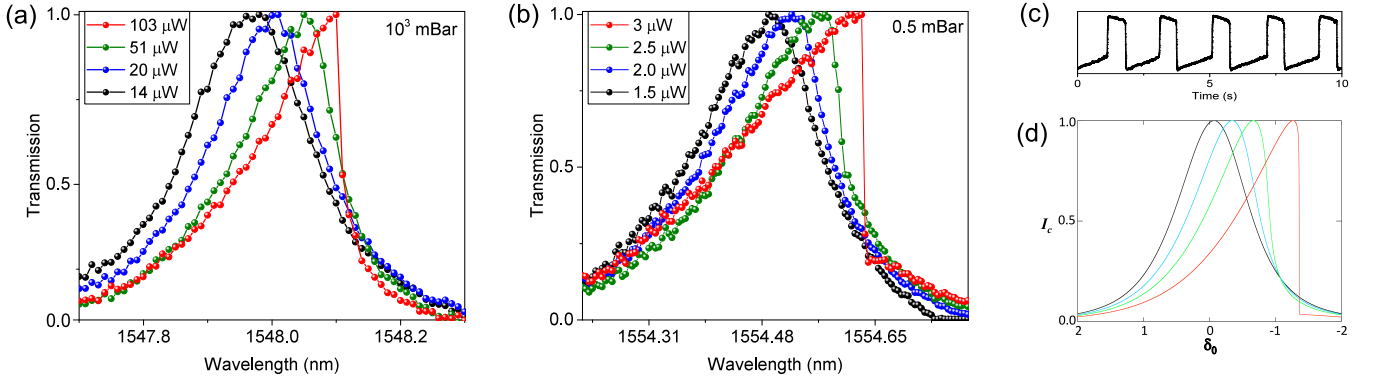 (a)
103 μW
51 μW
20 μW
14 μW
10³ mBar
Transmission
1.0
0.5
0.0
1547.8
1548.0
1548.2
Wavelength (nm)
(b)
3 μW
2.5 μW
2.0 μW
1.5 μW
0.5 mBar
Transmission
1.0
0.5
0.0
1554.31
1554.48
1554.65
Wavelength (nm)
(c)
0
5
10
Time (s)
(d)
I_c
1.0
0.5
0.0
2
1
0
-1
-2
δ₀